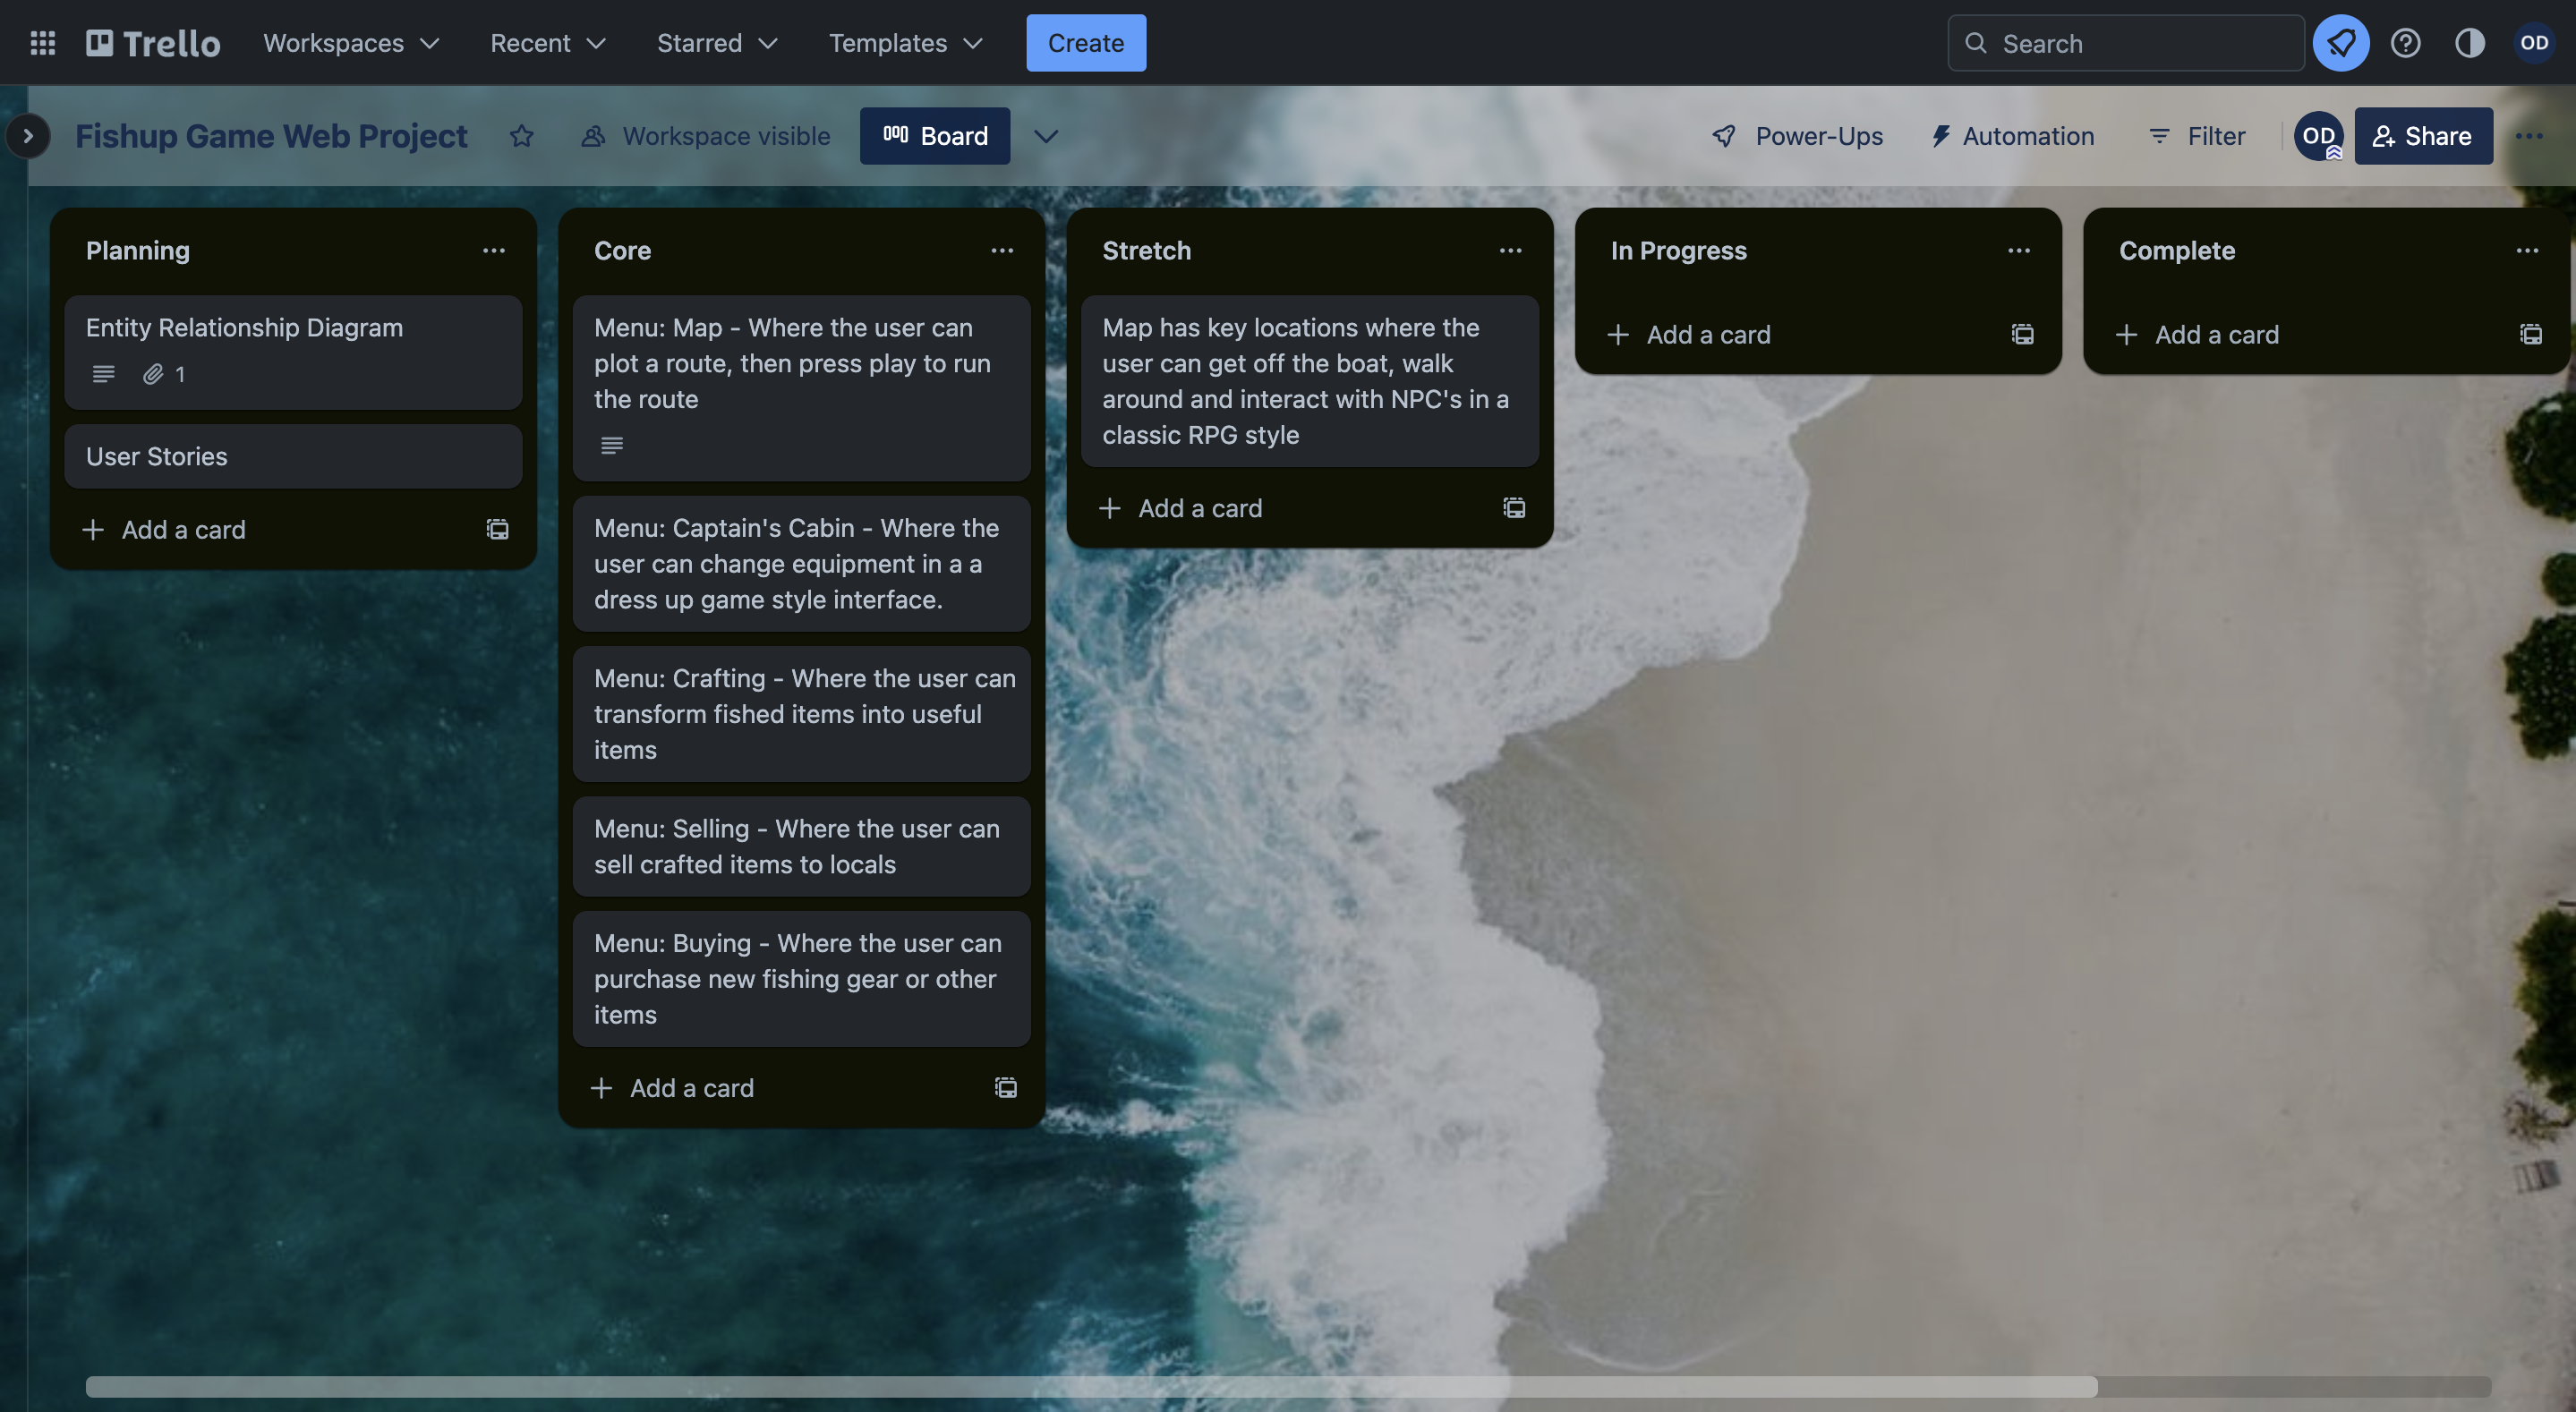 Trello
Workspaces
Recent
Starred
Templates
Create
Search
OD
Fishup Game Web Project
Workspace visible
Board
Power-Ups
Automation
Filter
OD
Share
Planning
Entity Relationship Diagram
1
User Stories
Add a card
Core
Menu: Map - Where the user can
plot a route, then press play to run
the route
Menu: Captain's Cabin - Where the
user can change equipment in a a
dress up game style interface.
Menu: Crafting - Where the user can
transform fished items into useful
items
Menu: Selling - Where the user can
sell crafted items to locals
Menu: Buying - Where the user can
purchase new fishing gear or other
items
Add a card
Stretch
Map has key locations where the
user can get off the boat, walk
around and interact with NPC's in a
classic RPG style
Add a card
In Progress
Add a card
Complete
Add a card